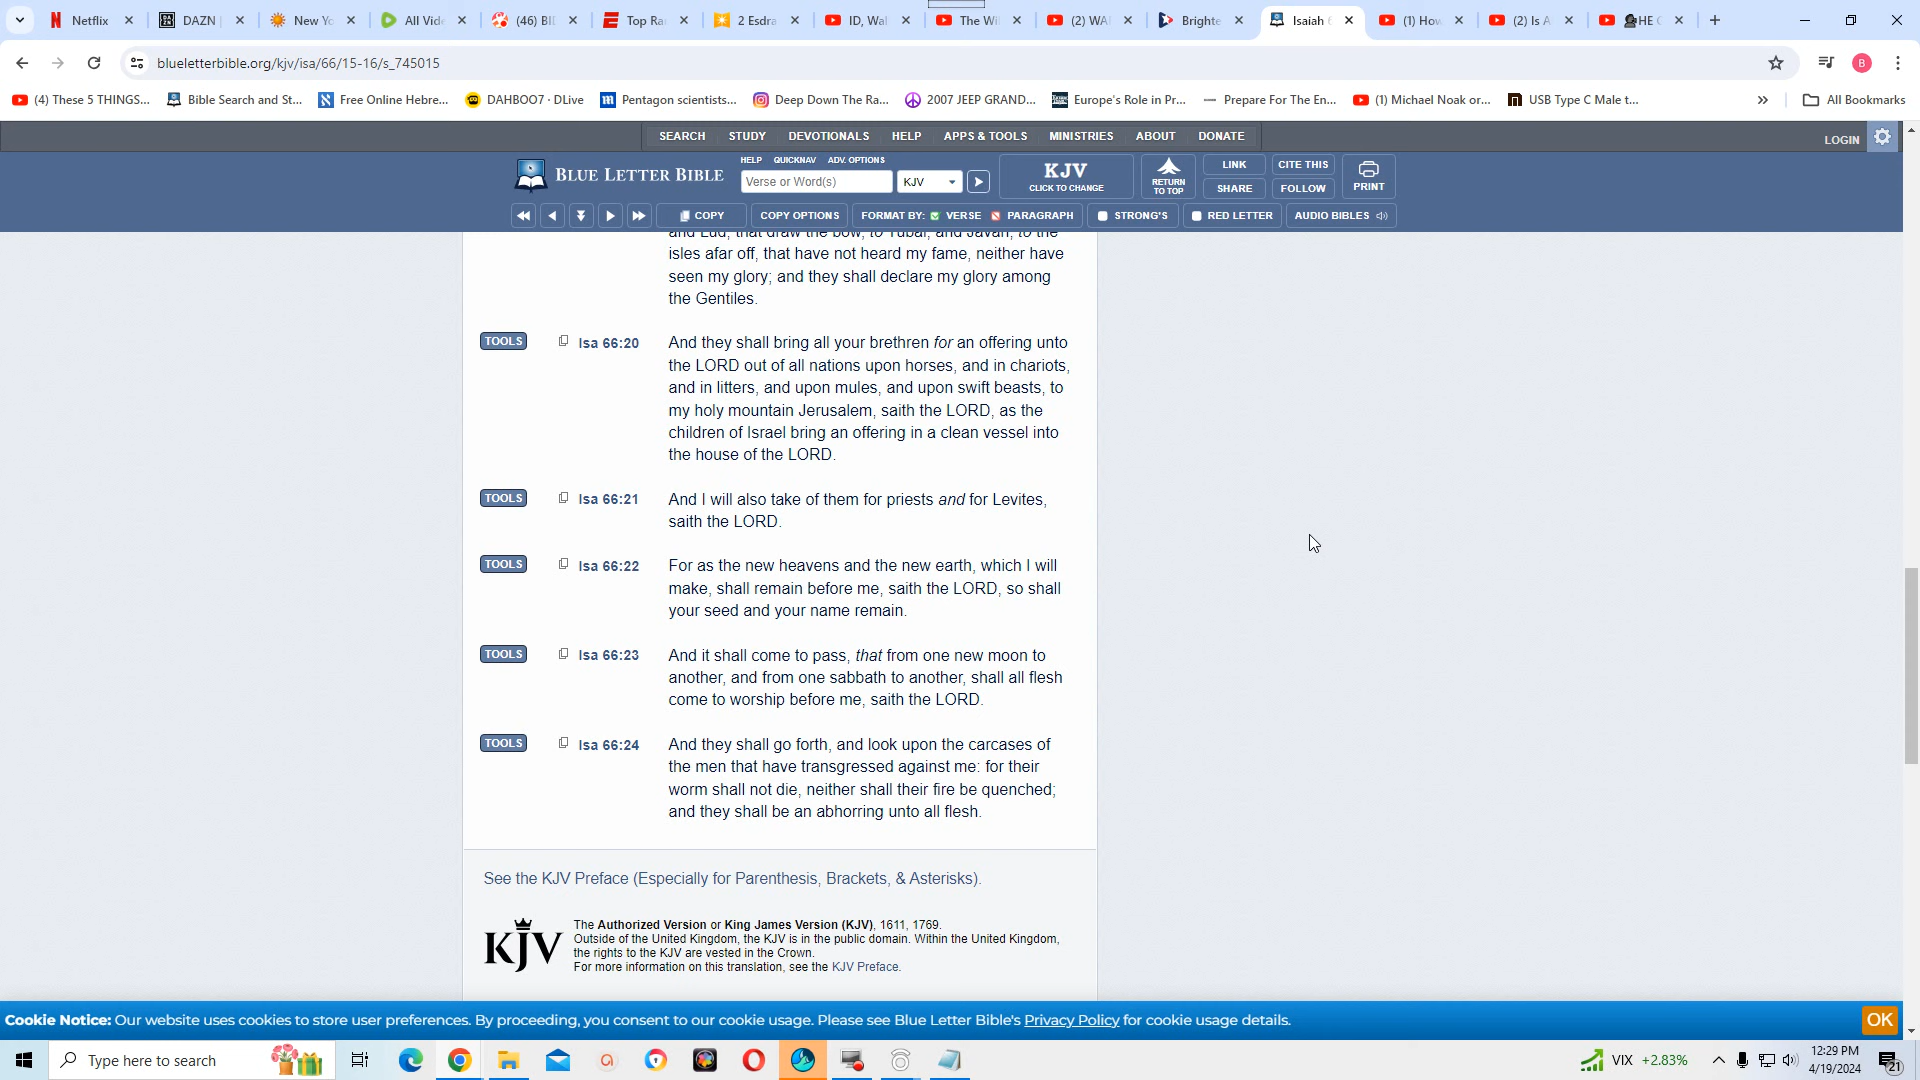 Netflix
DAZN
New Yo
All Vide
(46) BI
Top Ra
2 Esdra
ID, Wal
The Wi
(2) WA
Brighte
Isaiah 6
(1) How
(2) Is A
HE
blueletterbible.org/kjv/isa/66/15-16/s_745015
B
(4) These 5 THINGS...
Bible Search and St...
Free Online Hebre...
DAHBOO7 · DLive
Pentagon scientists...
Deep Down The Ra...
2007 JEEP GRAND...
Europe's Role in Pr...
Prepare For The En...
(1) Michael Noak or...
USB Type C Male t...
All Bookmarks
SEARCH STUDY DEVOTIONALS HELP APPS & TOOLS MINISTRIES ABOUT DONATE
LOGIN
BLUE LETTER BIBLE
HELP QUICKNAV ADV. OPTIONS
Verse or Word(s)
KJV
KJV
CLICK TO CHANGE
RETURN
TO TOP
LINK
CITE THIS
SHARE
FOLLOW
PRINT
COPY
COPY OPTIONS
FORMAT BY: VERSE PARAGRAPH
STRONG'S
RED LETTER
AUDIO BIBLES
and Lud, that draw the bow, to Tubal, and Javan, to the
isles afar off, that have not heard my fame, neither have
seen my glory; and they shall declare my glory among
the Gentiles.
TOOLS Isa 66:20 And they shall bring all your brethren for an offering unto
the LORD out of all nations upon horses, and in chariots,
and in litters, and upon mules, and upon swift beasts, to
my holy mountain Jerusalem, saith the LORD, as the
children of Israel bring an offering in a clean vessel into
the house of the LORD.
TOOLS Isa 66:21 And I will also take of them for priests and for Levites,
saith the LORD.
TOOLS Isa 66:22 For as the new heavens and the new earth, which I will
make, shall remain before me, saith the LORD, so shall
your seed and your name remain.
TOOLS Isa 66:23 And it shall come to pass, that from one new moon to
another, and from one sabbath to another, shall all flesh
come to worship before me, saith the LORD.
TOOLS Isa 66:24 And they shall go forth, and look upon the carcases of
the men that have transgressed against me: for their
worm shall not die, neither shall their fire be quenched;
and they shall be an abhorring unto all flesh.
See the KJV Preface (Especially for Parenthesis, Brackets, & Asterisks).
KJV
The Authorized Version or King James Version (KJV), 1611, 1769.
Outside of the United Kingdom, the KJV is in the public domain. Within the United Kingdom,
the rights to the KJV are vested in the Crown.
For more information on this translation, see the KJV Preface.
Cookie Notice: Our website uses cookies to store user preferences. By proceeding, you consent to our cookie usage. Please see Blue Letter Bible's Privacy Policy for cookie usage details.
OK
Type here to search
VIX +2.83%
12:29 PM
4/19/2024
21